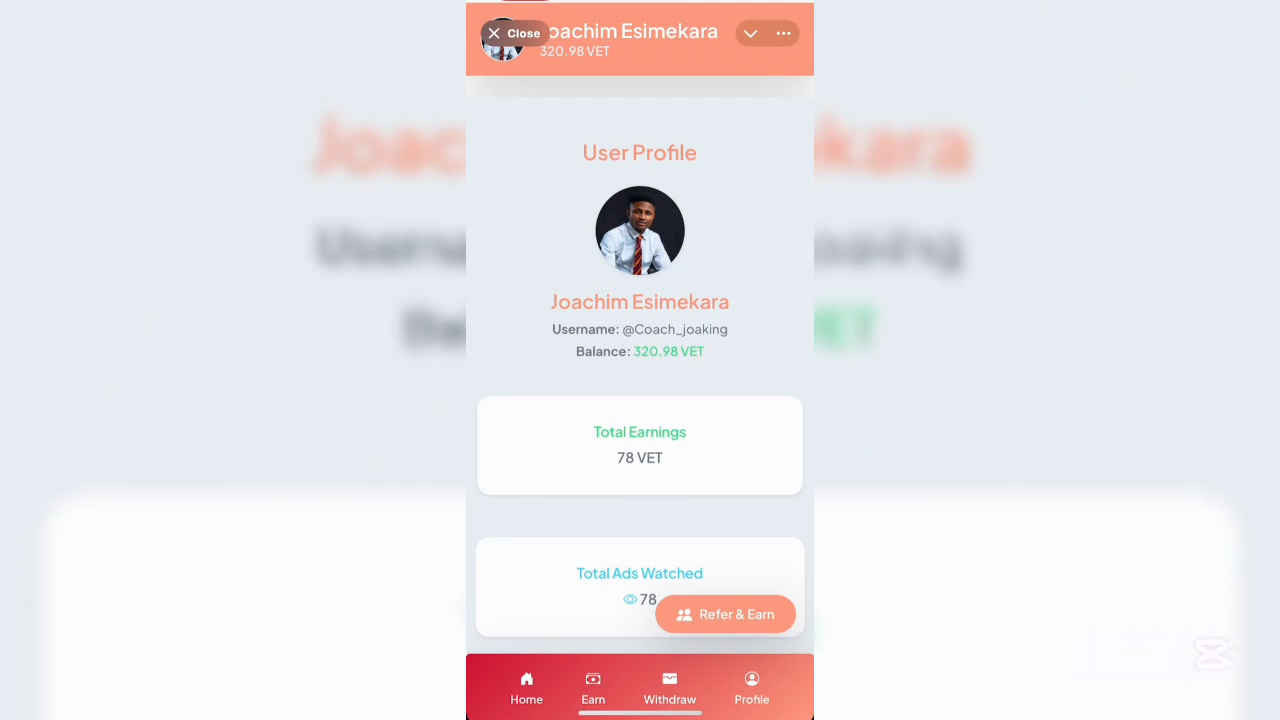 Close
oachim Esimekara
320.98 VET
User Profile
Joachim Esimekara
Username: @Coach_joaking
Balance: 320.98 VET
Total Earnings
78 VET
Total Ads Watched
78
Refer & Earn
Home Earn Withdraw Profile